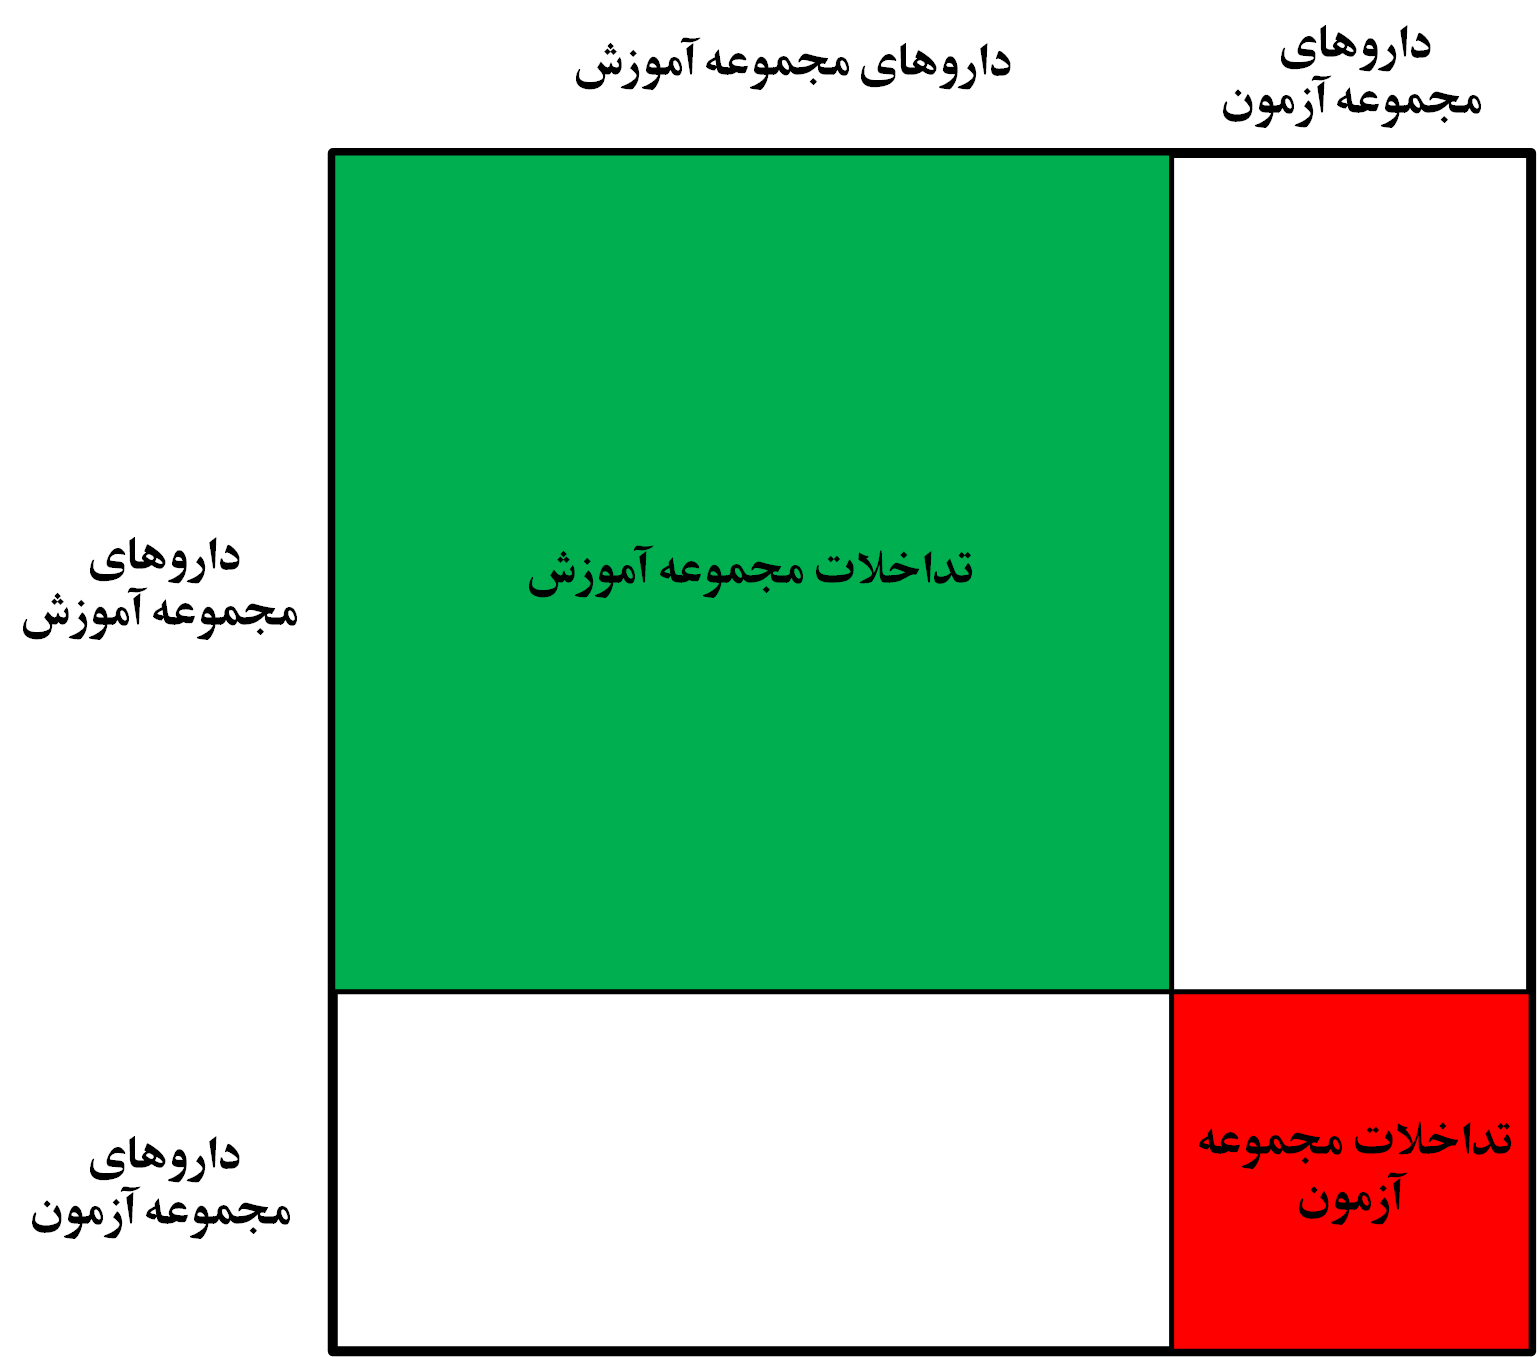 داروهای مجموعه آموزش
داروهای
مجموعه آزمون
داروهای
مجموعه آموزش
تداخلات مجموعه آموزش
داروهای
مجموعه آزمون
تداخلات مجموعه
آزمون